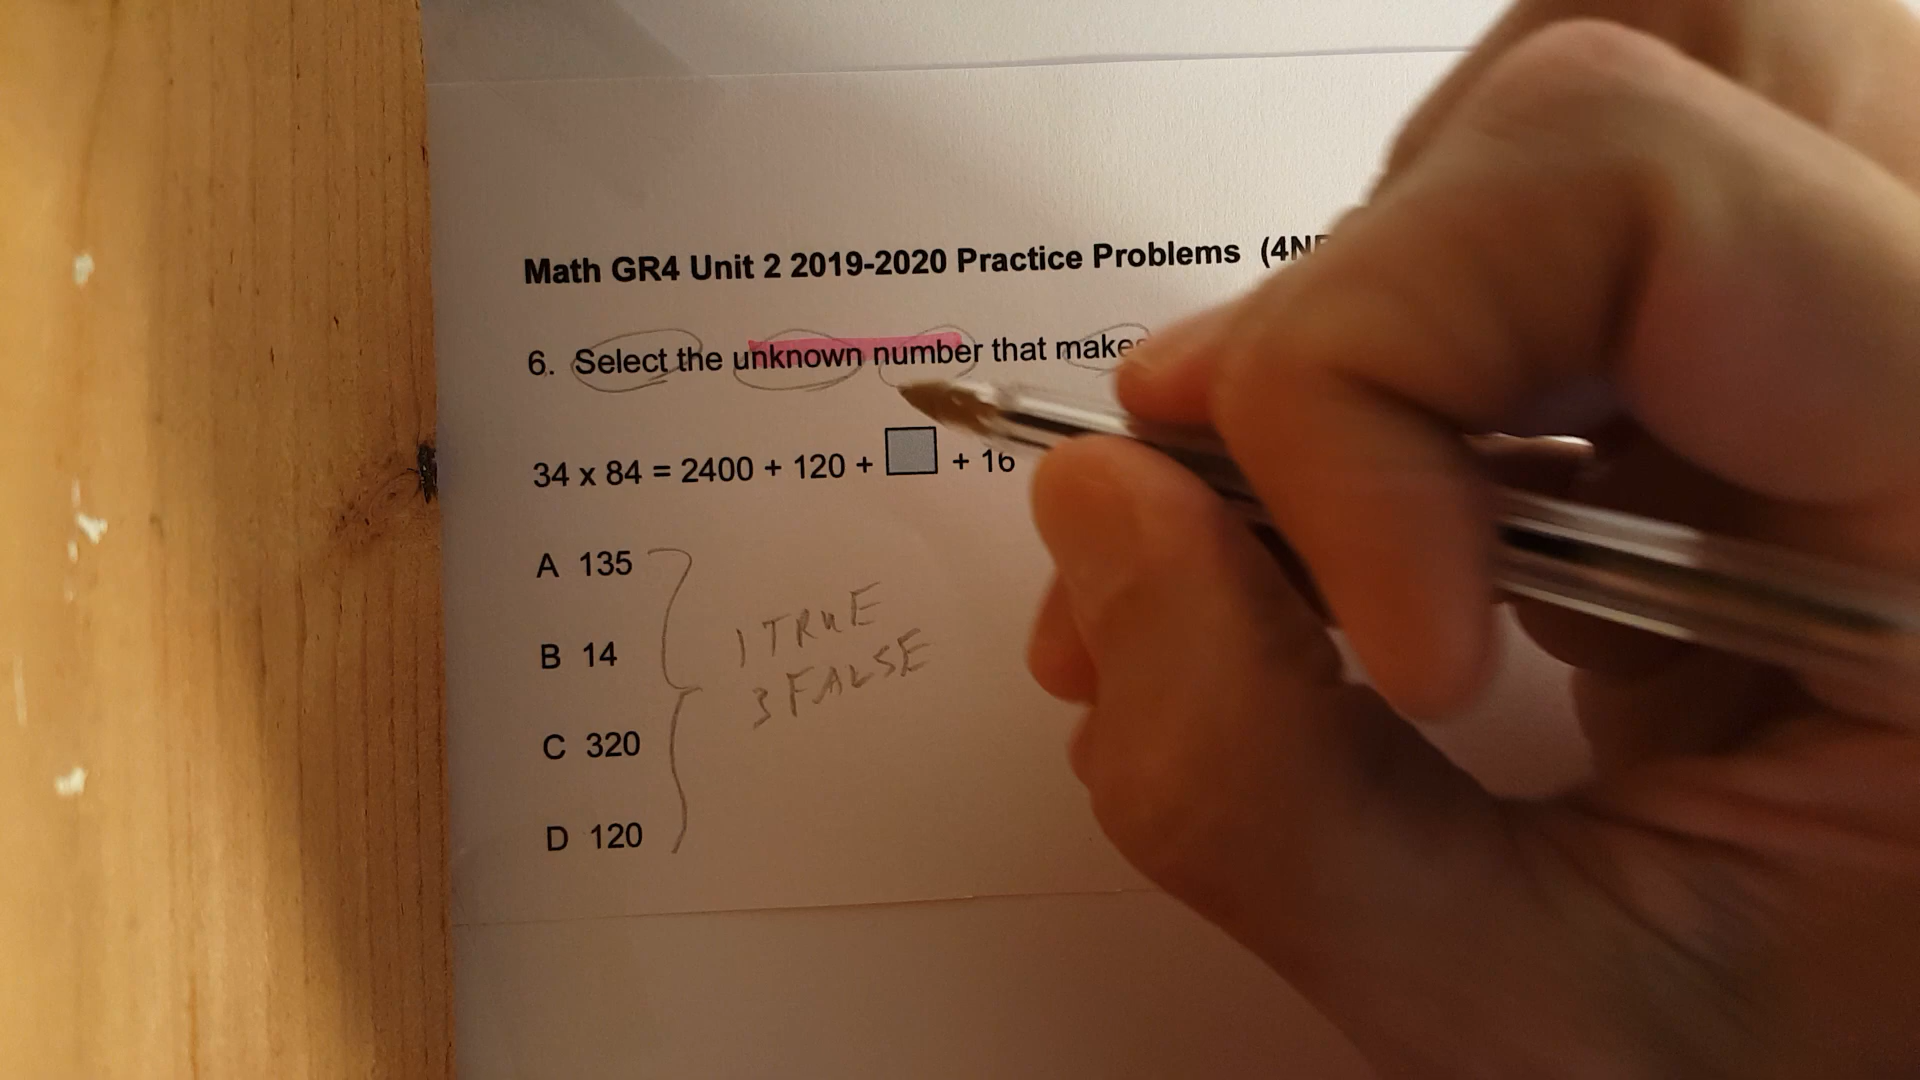 Math GR4 Unit 2 2019-2020 Practice Problems (4N
6. Select the unknown number that makes
34 x 84 = 2400 + 120 + + 16
A 135
B 14
C 320
D 120
1 TRUE
3 FALSE